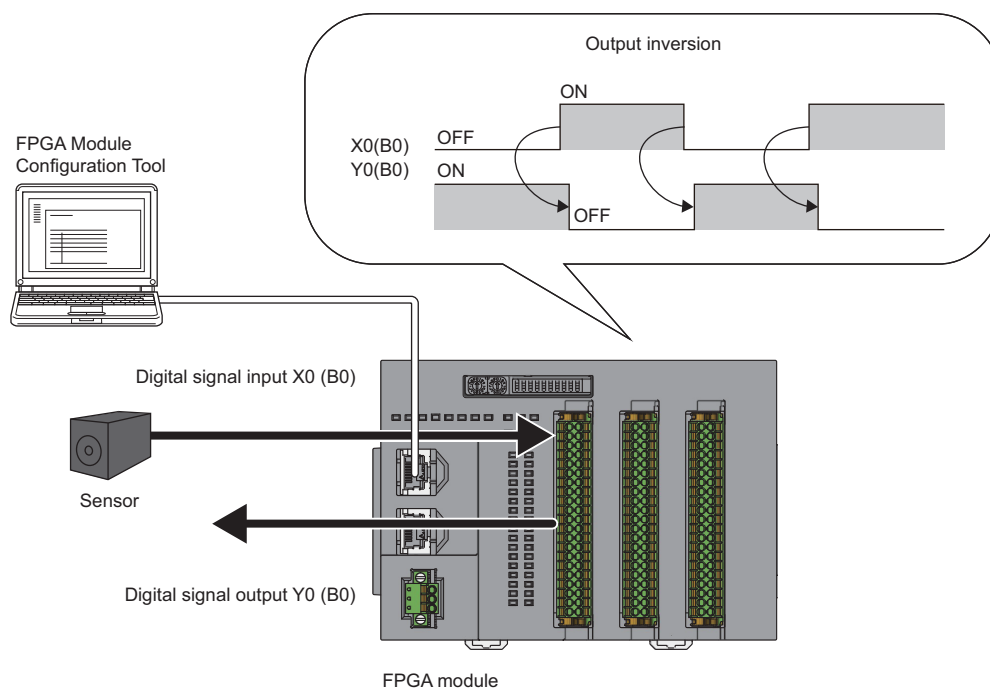 Output inversion
ON
X0(B0)
OFF
Y0(B0)
ON
OFF
FPGA Module
Configuration Tool
Digital signal input X0 (B0)
Sensor
Digital signal output Y0 (B0)
FPGA module